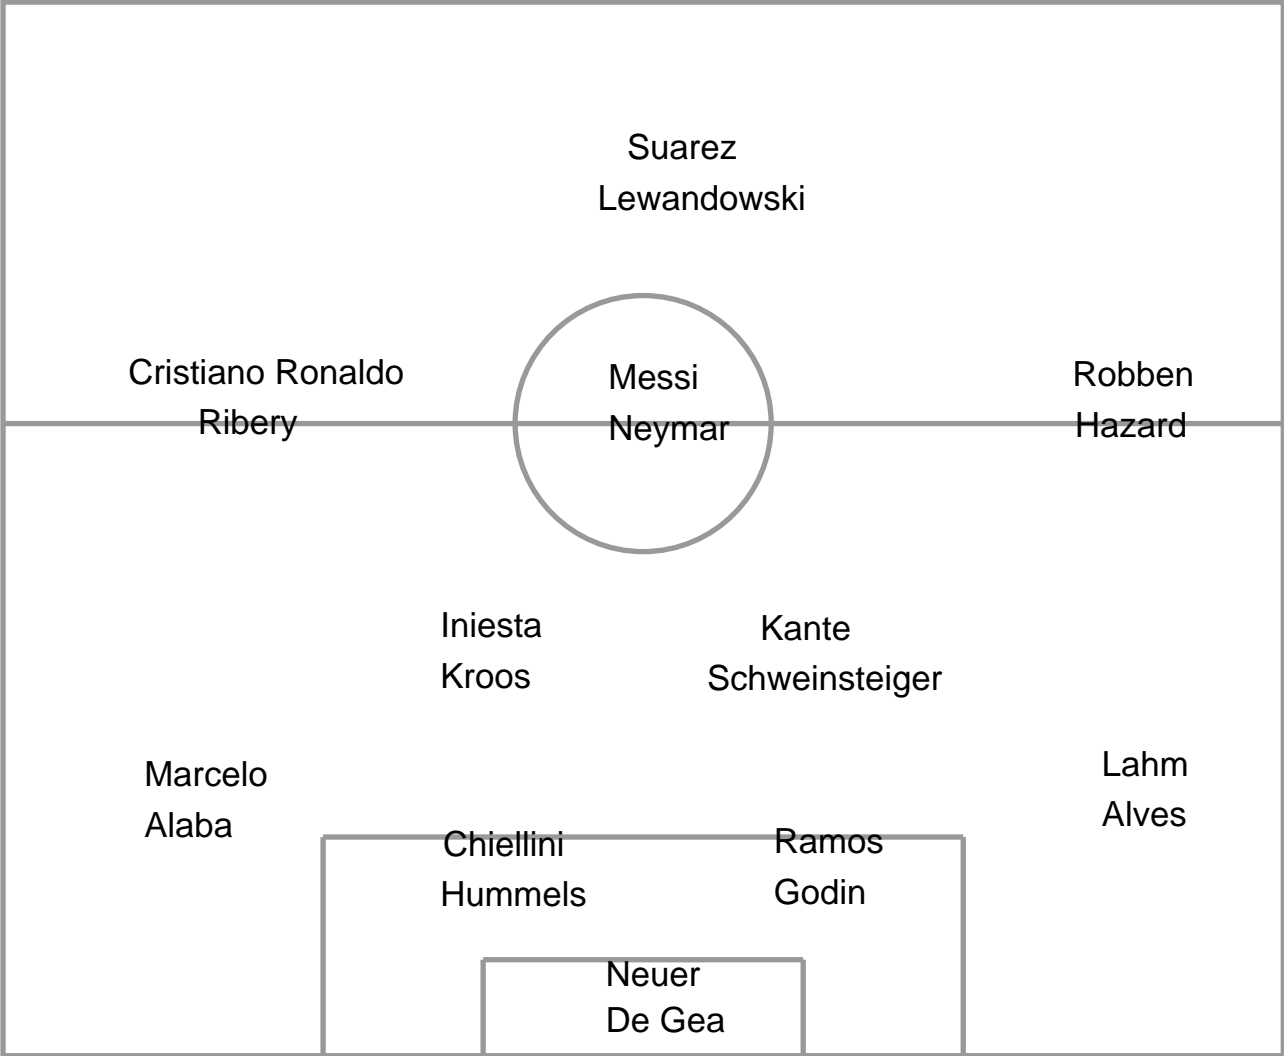 Suarez
Lewandowski
Cristiano Ronaldo
Ribery
Messi
Neymar
Robben
Hazard
Iniesta
Kroos
Kante
Schweinsteiger
Marcelo
Alaba
Lahm
Alves
Chiellini
Hummels
Ramos
Godin
Neuer
De Gea